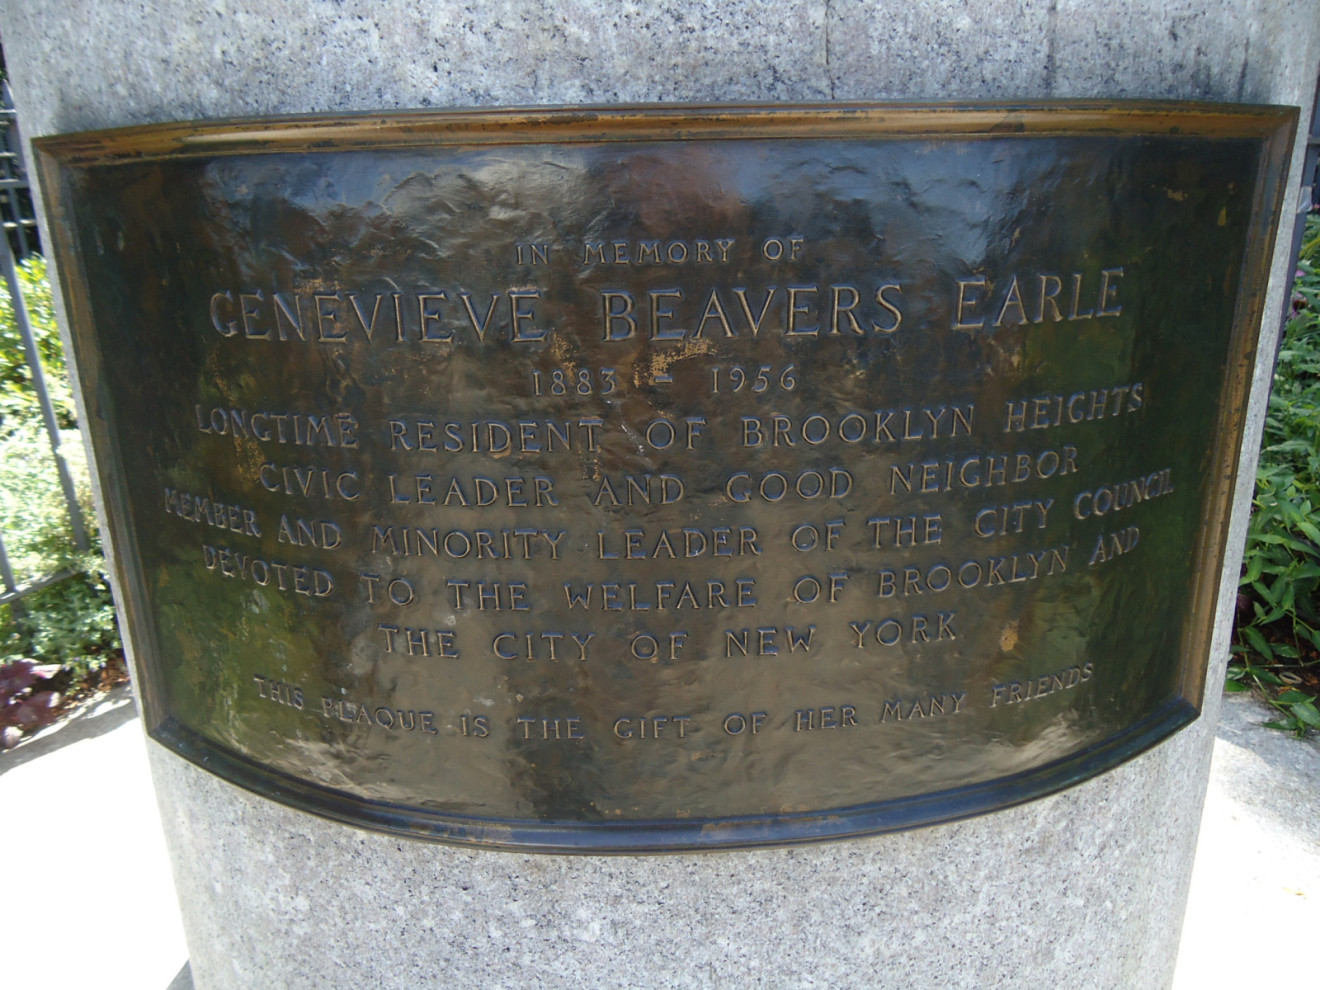 IN MEMORY OF
GENEVIEVE BEAVERS EARLE
1883 - 1956
LONGTIME RESIDENT OF BROOKLYN HEIGHTS
CIVIC LEADER AND GOOD NEIGHBOR
MEMBER AND MINORITY LEADER OF THE CITY COUNCIL
DEVOTED TO THE WELFARE OF BROOKLYN AND
THE CITY OF NEW YORK
THIS PLAQUE IS THE GIFT OF HER MANY FRIENDS